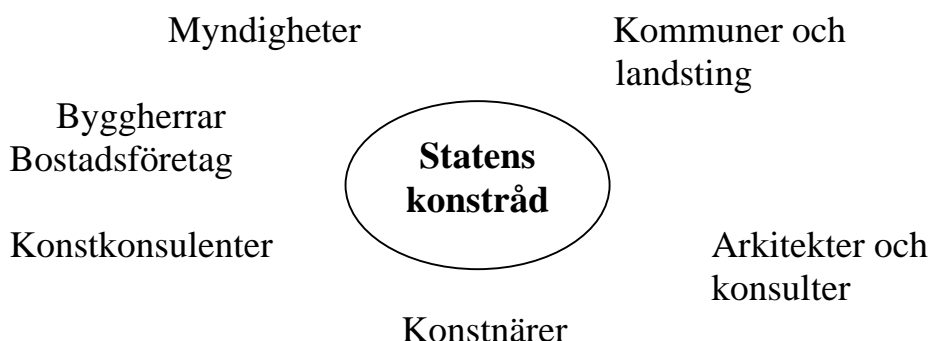 Myndigheter
Kommuner och
landsting
Byggherrar
Bostadsföretag
Statens
konstråd
Konstkonsulenter
Arkitekter och
konsulter
Konstnärer